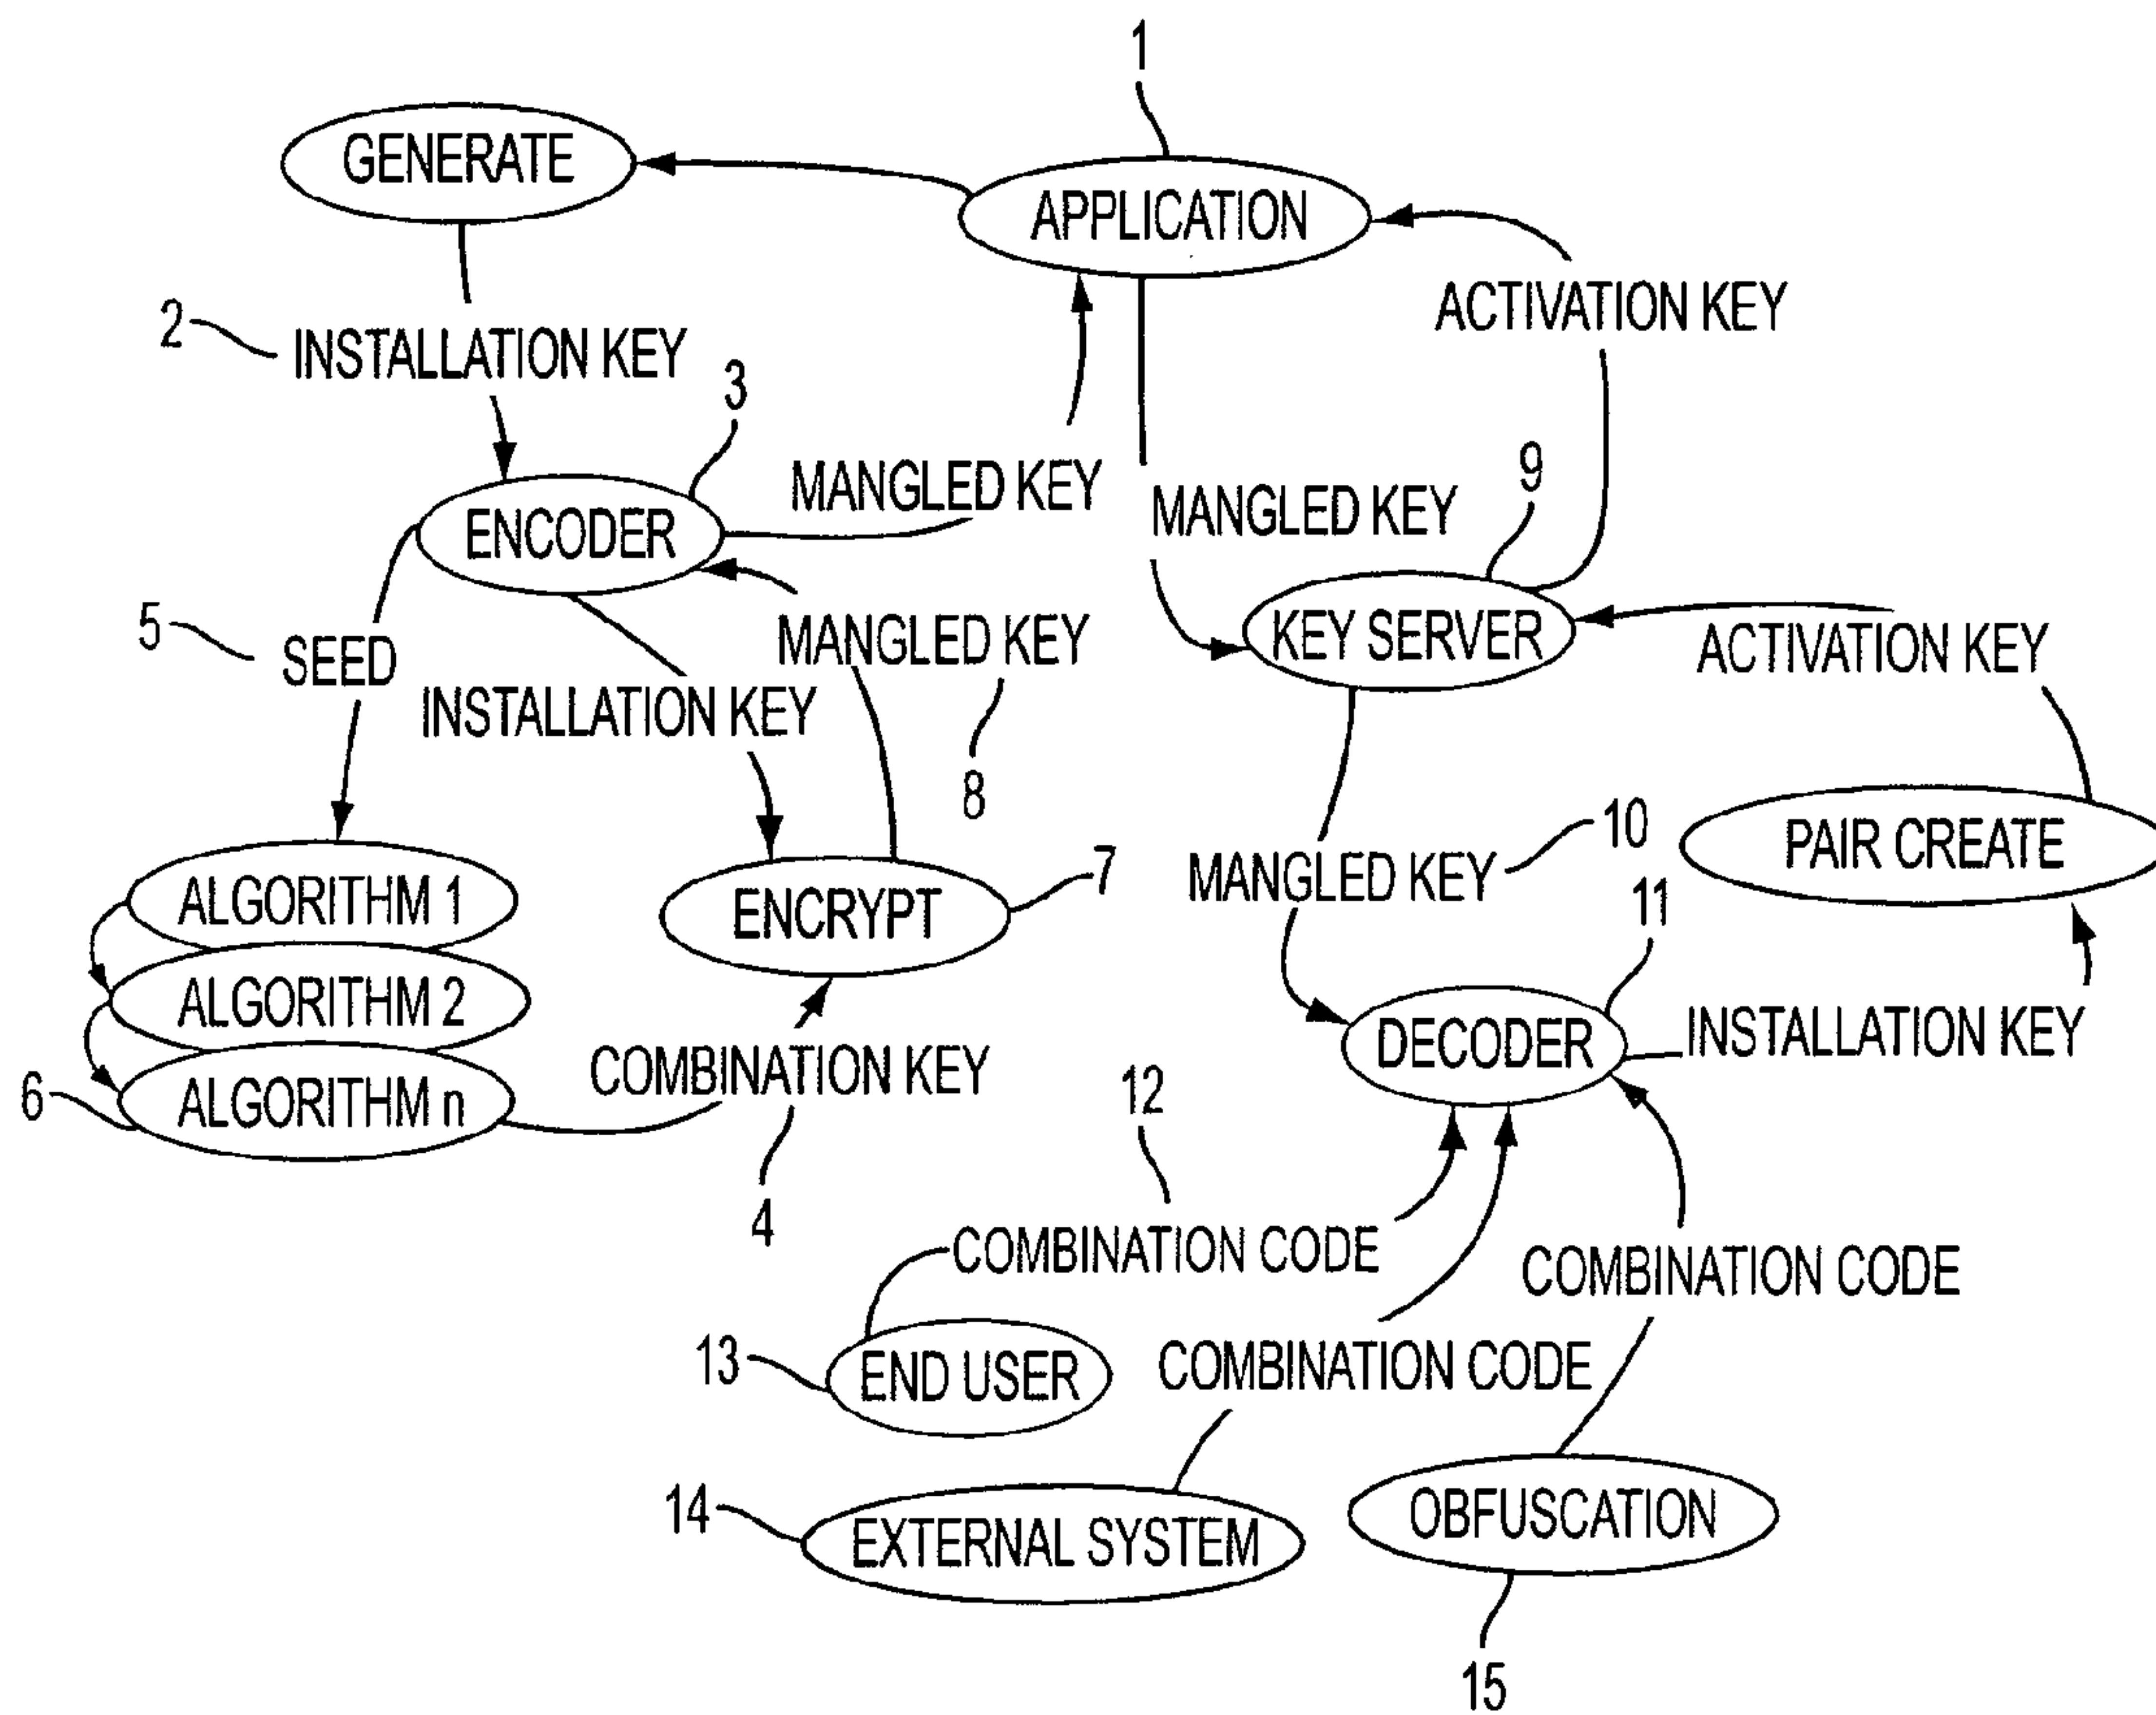 1
GENERATE
APPLICATION
2
INSTALLATION KEY
ACTIVATION KEY
3
MANGLED KEY
MANGLED KEY
9
ENCODER
5
SEED
MANGLED KEY
KEY SERVER
ACTIVATION KEY
INSTALLATION KEY
8
10
PAIR CREATE
MANGLED KEY
7
11
ALGORITHM 1
ENCRYPT
ALGORITHM 2
DECODER
INSTALLATION KEY
COMBINATION KEY
12
6
ALGORITHM n
4
COMBINATION CODE
COMBINATION CODE
13
END USER
COMBINATION CODE
14
EXTERNAL SYSTEM
OBFUSCATION
15